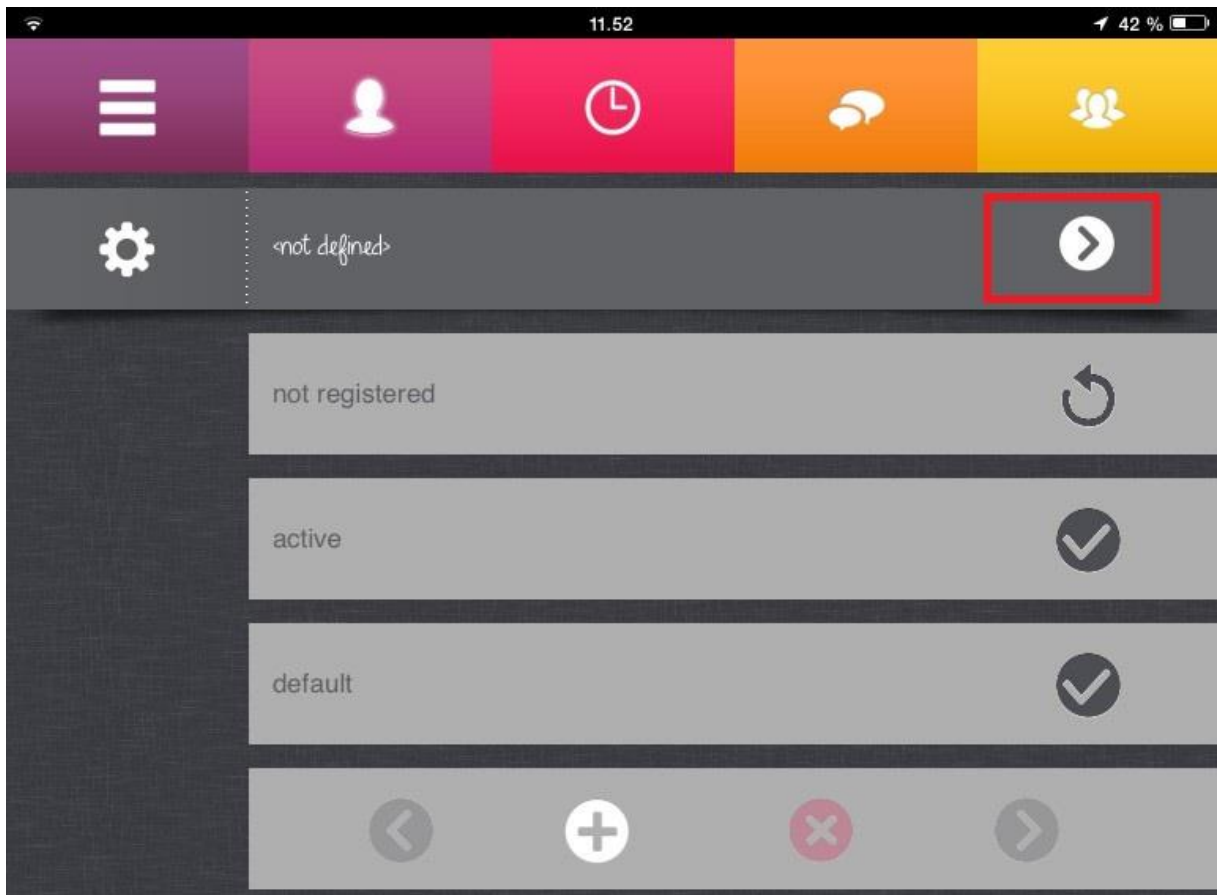 11.52
42 %
<not defined>
not registered
active
default